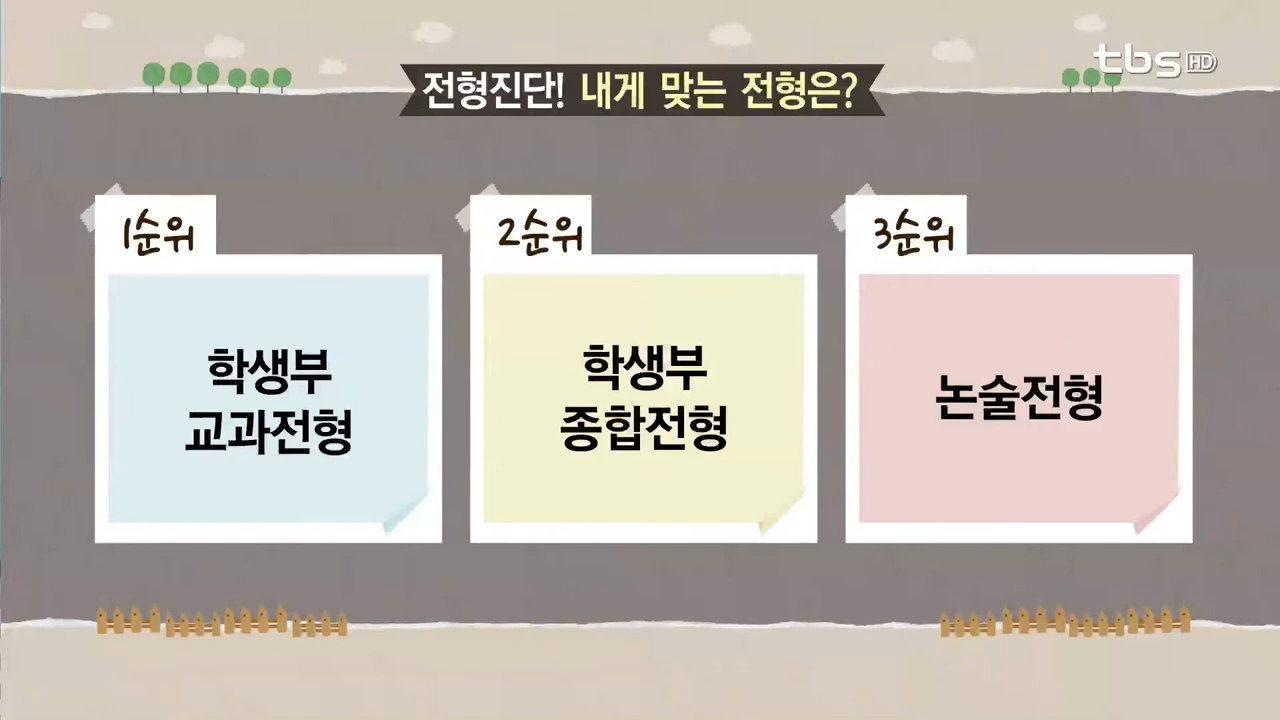 전형진단! 내게 맞는 전형은?
tbs HD
1순위
학생부
교과전형
2순위
학생부
종합전형
3순위
논술전형